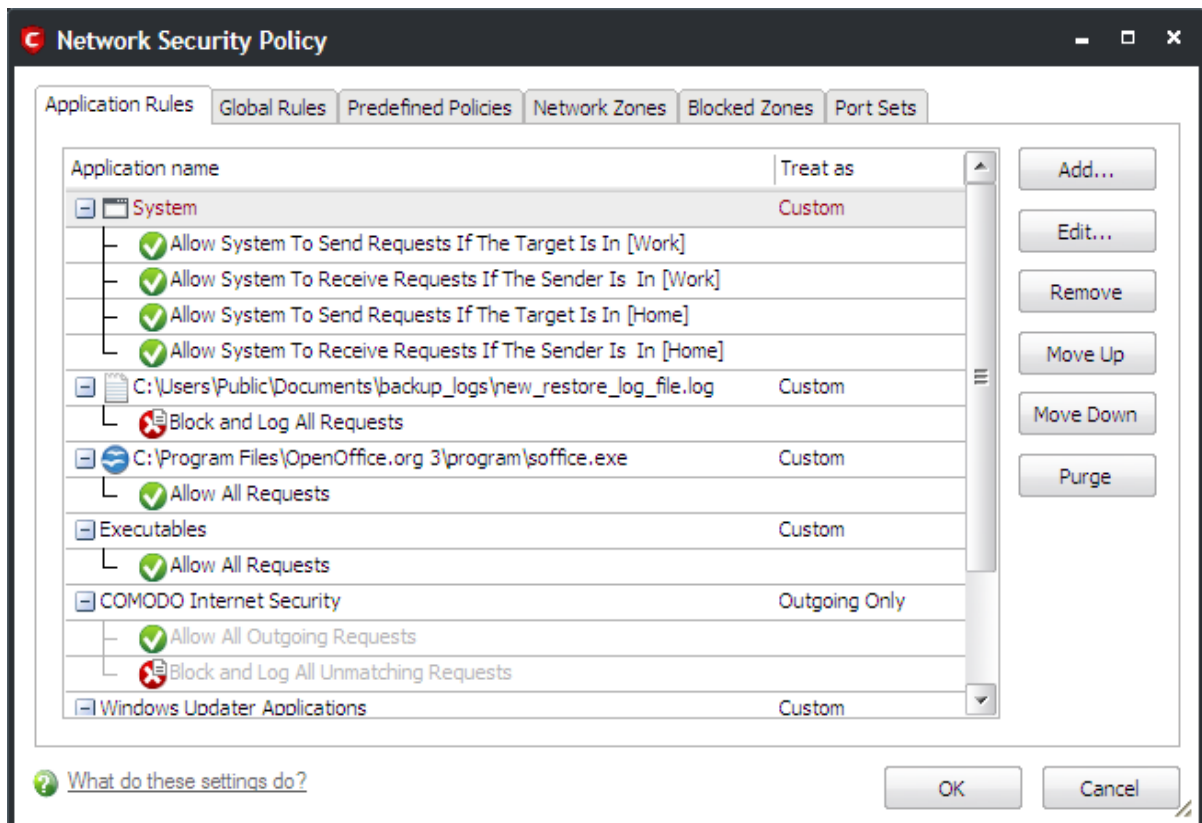 Network Security Policy
Application Rules Global Rules Predefined Policies Network Zones Blocked Zones Port Sets
Application name Treat as
System Custom
Allow System To Send Requests If The Target Is In [Work]
Allow System To Receive Requests If The Sender Is In [Work]
Allow System To Send Requests If The Target Is In [Home]
Allow System To Receive Requests If The Sender Is In [Home]
C:\Users\Public\Documents\backup_logs\new_restore_log_file.log Custom
Block and Log All Requests
C:\Program Files\OpenOffice.org 3\program\soffice.exe Custom
Allow All Requests
Executables Custom
Allow All Requests
COMODO Internet Security Outgoing Only
Allow All Outgoing Requests
Block and Log All Unmatching Requests
Windows Updater Applications Custom
Add...
Edit...
Remove
Move Up
Move Down
Purge
What do these settings do?
OK Cancel